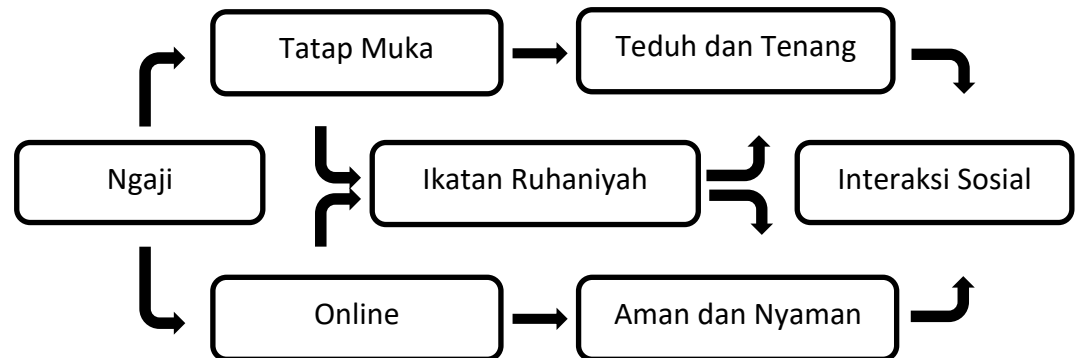 Tatap Muka
Teduh dan Tenang
Ngaji
Ikatan Ruhaniyah
Interaksi Sosial
Online
Aman dan Nyaman